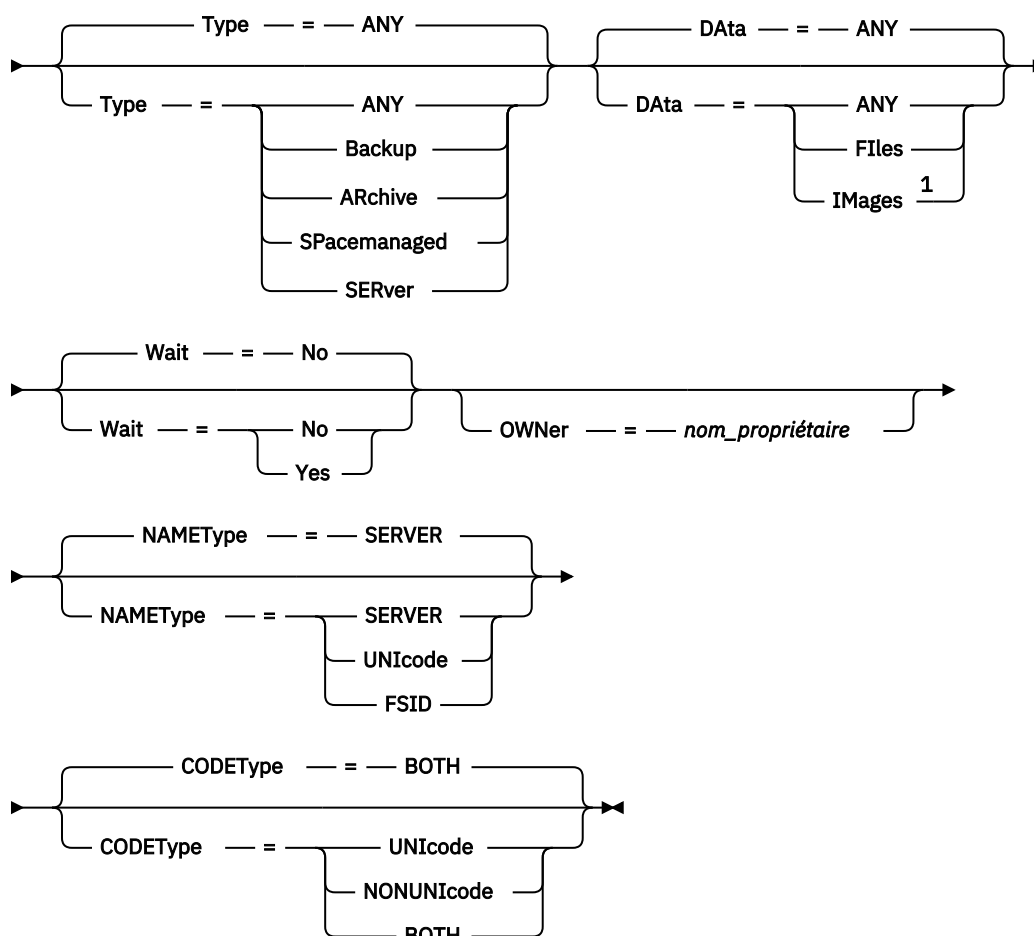 Type = ANY
DAta = ANY
Type = ANY
DAta = ANY
Backup
FIles
ARchive
IMages 1
SPacemanaged
SERver
Wait = No
Wait = No
OWNer = nom_propriétaire
Yes
NAMEType = SERVER
NAMEType = SERVER
UNIcode
FSID
CODEType = BOTH
CODEType = UNIcode
NONUNIcode
BOTH